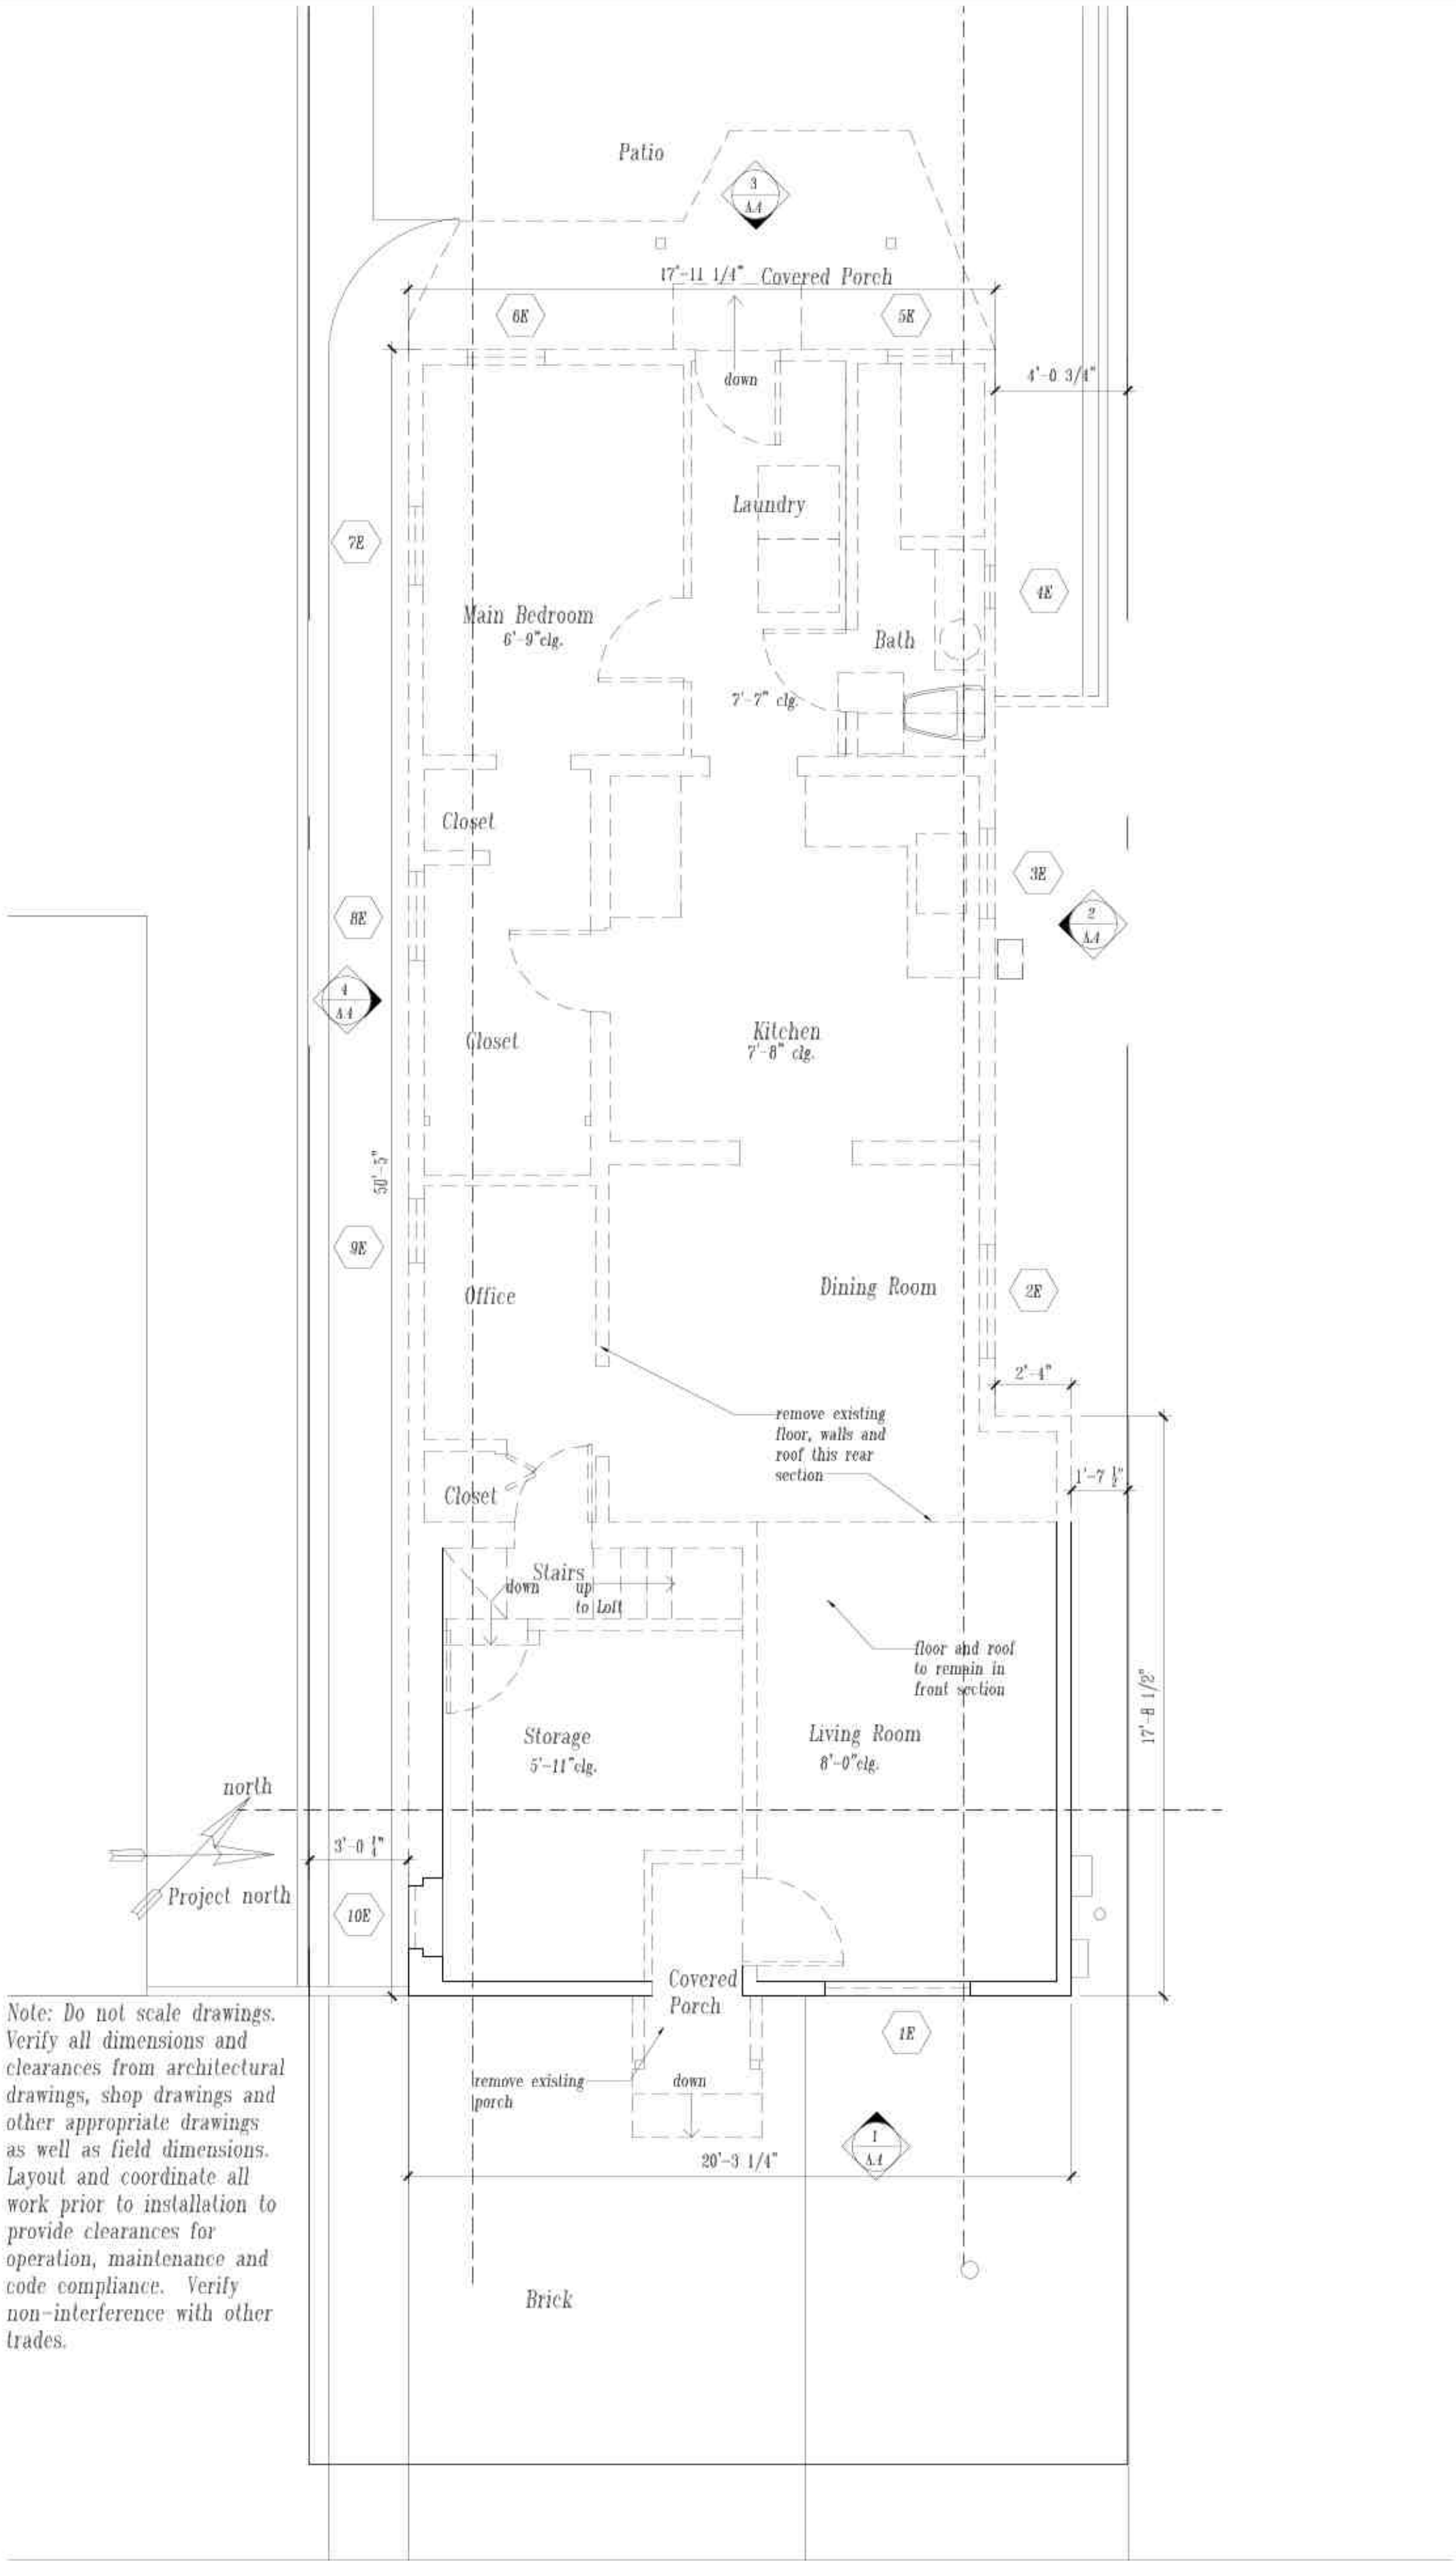 Patio
3
A.4
17'-11 1/4"
Covered Porch
6E
5E
down
4'-0 3/4"
Laundry
7E
4E
Main Bedroom
6'-9"clg.
Bath
7'-7" clg.
Closet
3E
8E
2
A.4
4
A.4
Closet
Kitchen
7'-8" clg.
50'-5"
9E
Office
Dining Room
2E
2'-4"
remove existing
floor, walls and
roof this rear
section
1'-7 1/2"
Closet
Stairs
down
up
to Loft
floor and roof
to remain in
front section
17'-8 1/2"
Storage
5'-11"clg.
Living Room
8'-0"clg.
north
3'-0 1/4"
Project north
10E
Covered
Porch
1E
Note: Do not scale drawings.
Verify all dimensions and
clearances from architectural
drawings, shop drawings and
other appropriate drawings
as well as field dimensions.
Layout and coordinate all
work prior to installation to
provide clearances for
operation, maintenance and
code compliance. Verify
non-interference with other
trades.
remove existing
porch
down
1
A.4
20'-3 1/4"
Brick